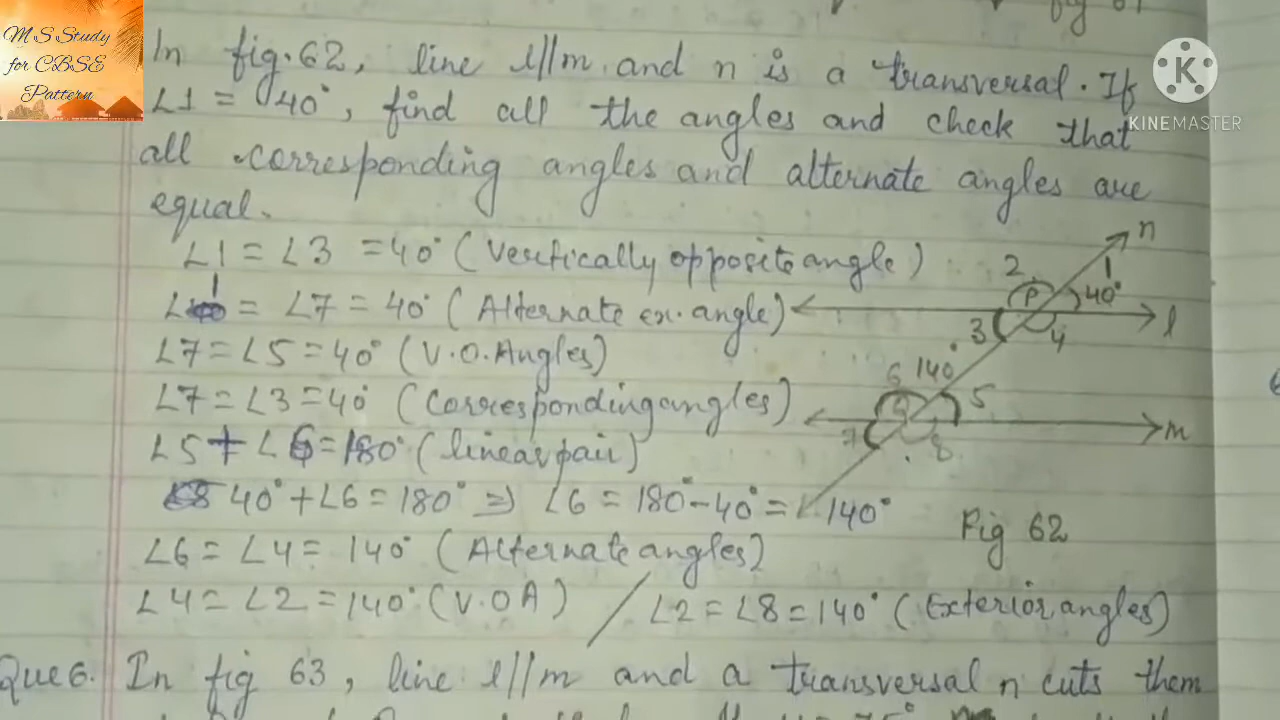 M S Study
for CBSE
Pattern
KINEMASTER
In fig.62, line l//m and n is a transversal. If
∠1 = 40°, find all the angles and check that
all corresponding angles and alternate angles are
equal.
∠1 = ∠3 = 40° (Vertically opposite angle)
∠1 = ∠7 = 40° (Alternate ex. angle)
∠7 = ∠5 = 40° (V.O.Angles)
∠7 = ∠3 = 40° (Corresponding angles)
∠5 + ∠6 = 180° (linear pair)
40° + ∠6 = 180° ⇒ ∠6 = 180° - 40° = 140°
∠6 = ∠4 = 140° (Alternate angles)
∠4 = ∠2 = 140° (V.O A) / ∠2 = ∠8 = 140° (Exterior angles)
n
2 1
P 40°
l
3 4
6 140°
5
m
7 8
Fig 62
Que 6. In fig 63, line l//m and a transversal n cuts them